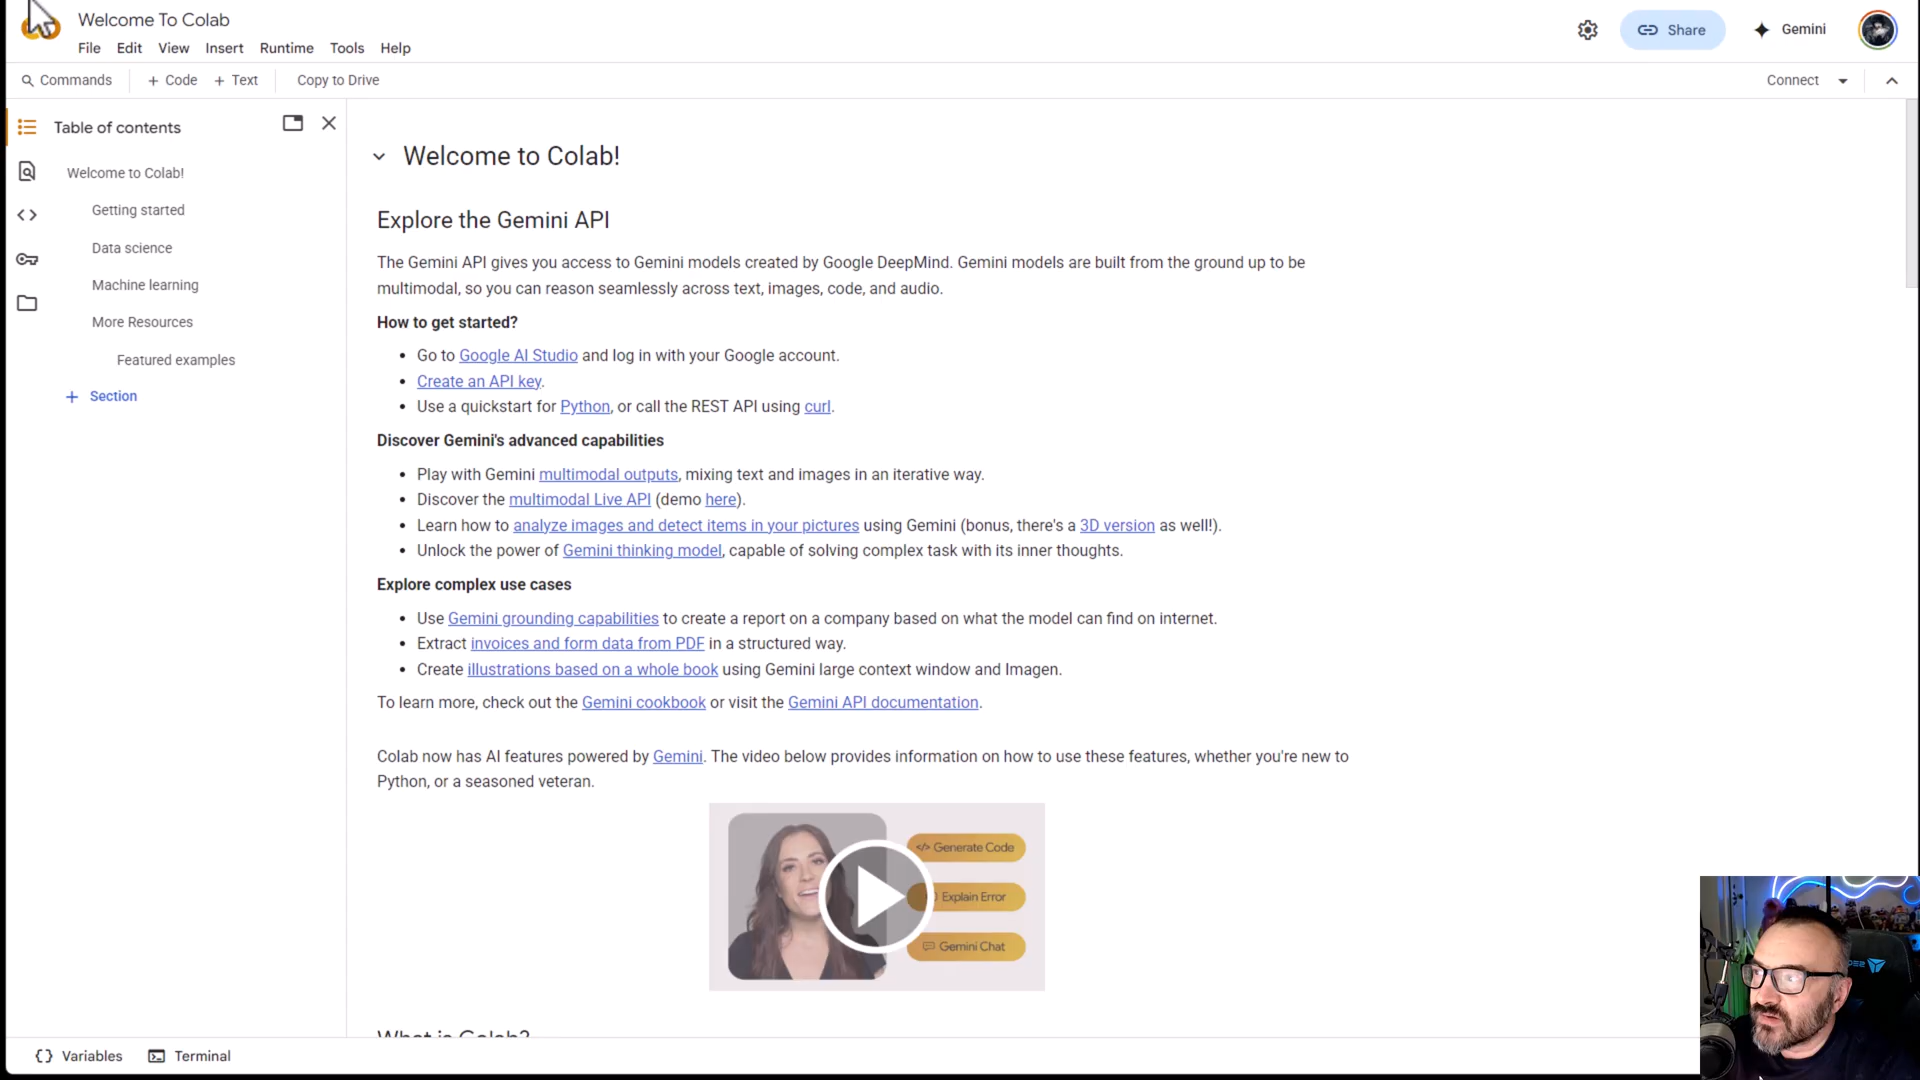 Welcome To Colab
File Edit View Insert Runtime Tools Help
Share
Gemini
Commands + Code + Text Copy to Drive
Connect
Table of contents
Welcome to Colab!
Getting started
Data science
Machine learning
More Resources
Featured examples
+ Section
Welcome to Colab!
Explore the Gemini API
The Gemini API gives you access to Gemini models created by Google DeepMind. Gemini models are built from the ground up to be
multimodal, so you can reason seamlessly across text, images, code, and audio.
How to get started?
• Go to Google AI Studio and log in with your Google account.
• Create an API key.
• Use a quickstart for Python, or call the REST API using curl.
Discover Gemini's advanced capabilities
• Play with Gemini multimodal outputs, mixing text and images in an iterative way.
• Discover the multimodal Live API (demo here).
• Learn how to analyze images and detect items in your pictures using Gemini (bonus, there's a 3D version as well!).
• Unlock the power of Gemini thinking model, capable of solving complex task with its inner thoughts.
Explore complex use cases
• Use Gemini grounding capabilities to create a report on a company based on what the model can find on internet.
• Extract invoices and form data from PDF in a structured way.
• Create illustrations based on a whole book using Gemini large context window and Imagen.
To learn more, check out the Gemini cookbook or visit the Gemini API documentation.
Colab now has AI features powered by Gemini. The video below provides information on how to use these features, whether you're new to
Python, or a seasoned veteran.
</> Generate Code
Explain Error
Gemini Chat
What is Colab?
{} Variables
Terminal